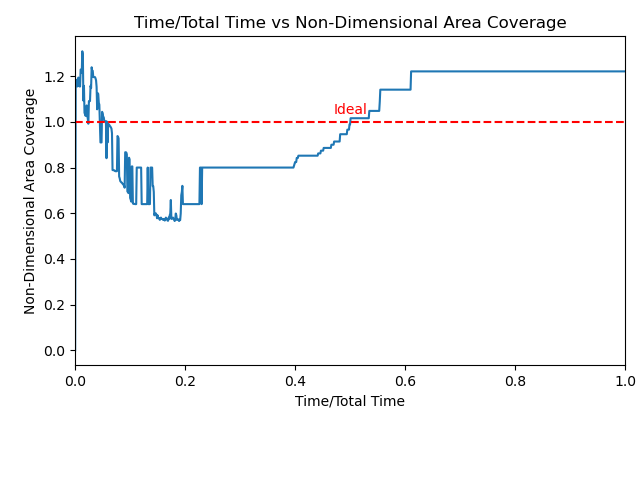 Time/Total Time vs Non-Dimensional Area Coverage
Non-Dimensional Area Coverage
1.2
1.0
0.8
0.6
0.4
0.2
0.0
Ideal
0.0 0.2 0.4 0.6 0.8 1.0
Time/Total Time